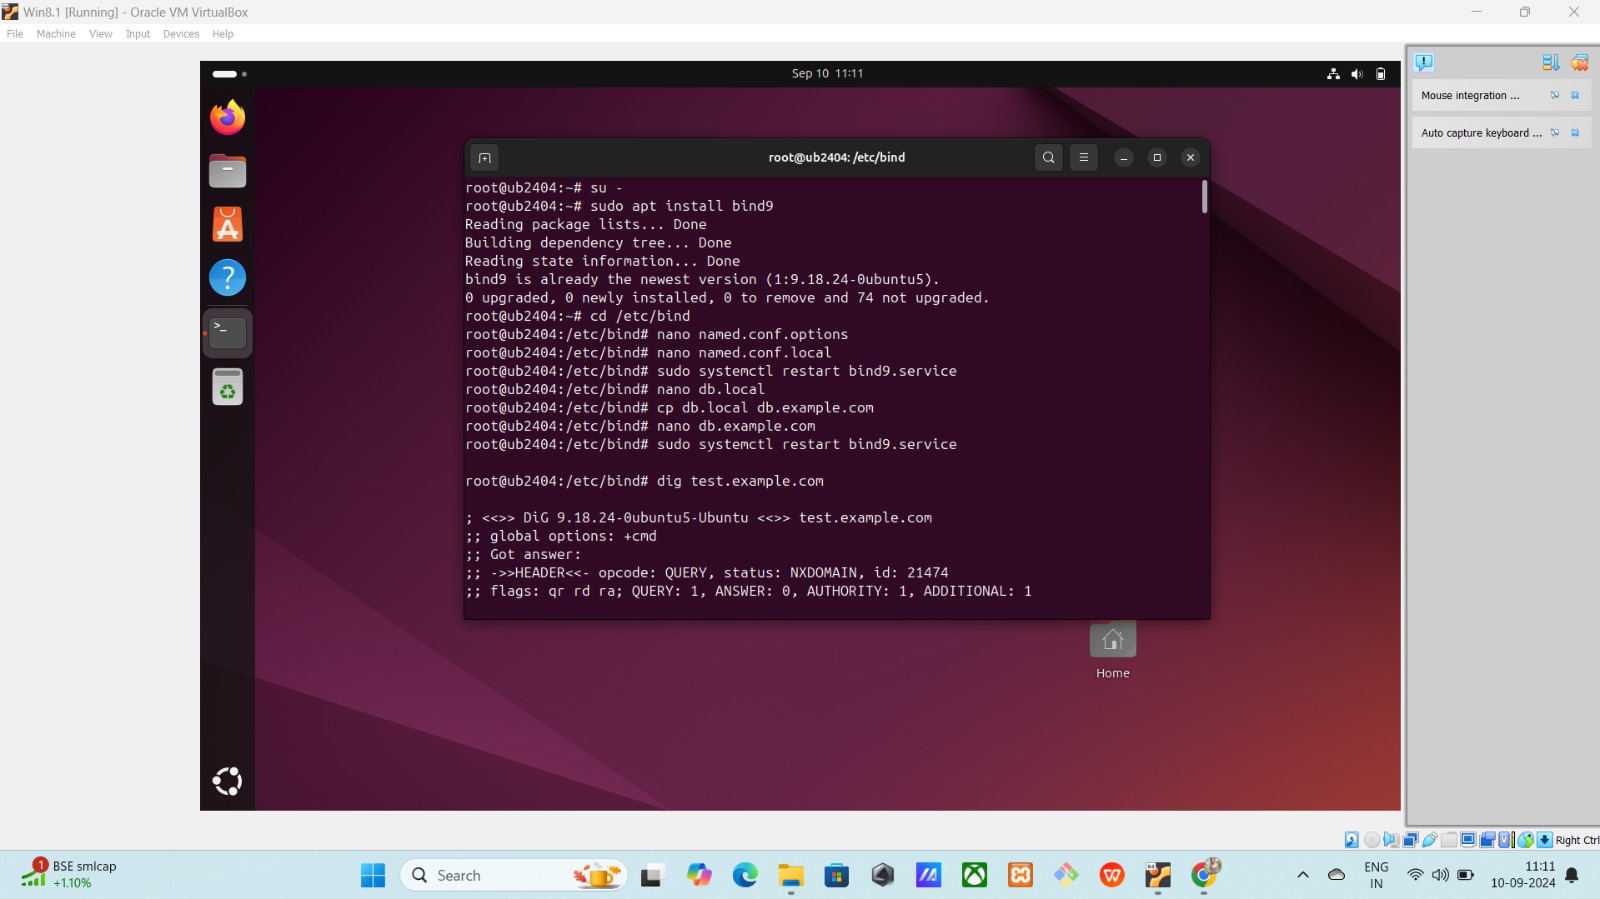 Win8.1 [Running] - Oracle VM VirtualBox
File Machine View Input Devices Help
Sep 10 11:11
Mouse integration ...
Auto capture keyboard ...
root@ub2404: /etc/bind
root@ub2404:~# su -
root@ub2404:~# sudo apt install bind9
Reading package lists... Done
Building dependency tree... Done
Reading state information... Done
bind9 is already the newest version (1:9.18.24-0ubuntu5).
0 upgraded, 0 newly installed, 0 to remove and 74 not upgraded.
root@ub2404:~# cd /etc/bind
root@ub2404:/etc/bind# nano named.conf.options
root@ub2404:/etc/bind# nano named.conf.local
root@ub2404:/etc/bind# sudo systemctl restart bind9.service
root@ub2404:/etc/bind# nano db.local
root@ub2404:/etc/bind# cp db.local db.example.com
root@ub2404:/etc/bind# nano db.example.com
root@ub2404:/etc/bind# sudo systemctl restart bind9.service
root@ub2404:/etc/bind# dig test.example.com
; <<>> DiG 9.18.24-0ubuntu5-Ubuntu <<>> test.example.com
;; global options: +cmd
;; Got answer:
;; ->>HEADER<<- opcode: QUERY, status: NXDOMAIN, id: 21474
;; flags: qr rd ra; QUERY: 1, ANSWER: 0, AUTHORITY: 1, ADDITIONAL: 1
Home
Right Ctrl
1
BSE smlcap
+1.10%
Search
ENG
IN
11:11
10-09-2024